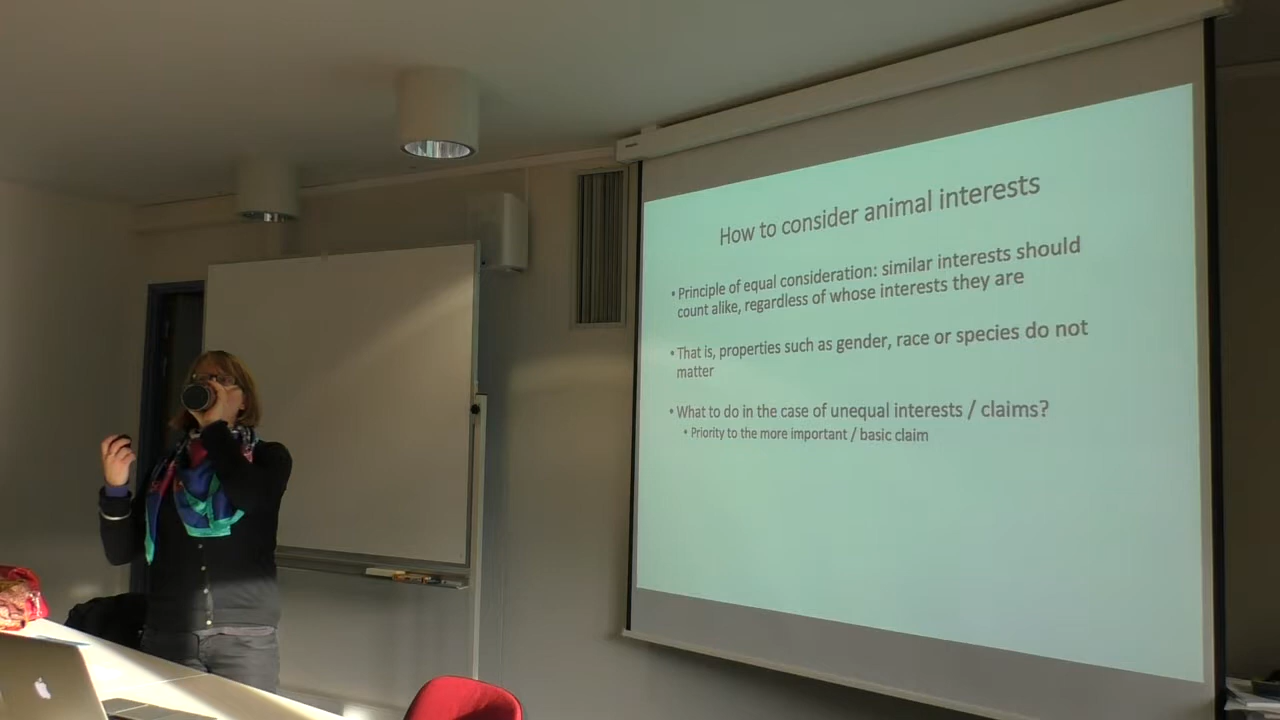 How to consider animal interests
• Principle of equal consideration: similar interests should
count alike, regardless of whose interests they are
• That is, properties such as gender, race or species do not
matter
• What to do in the case of unequal interests / claims?
• Priority to the more important / basic claim